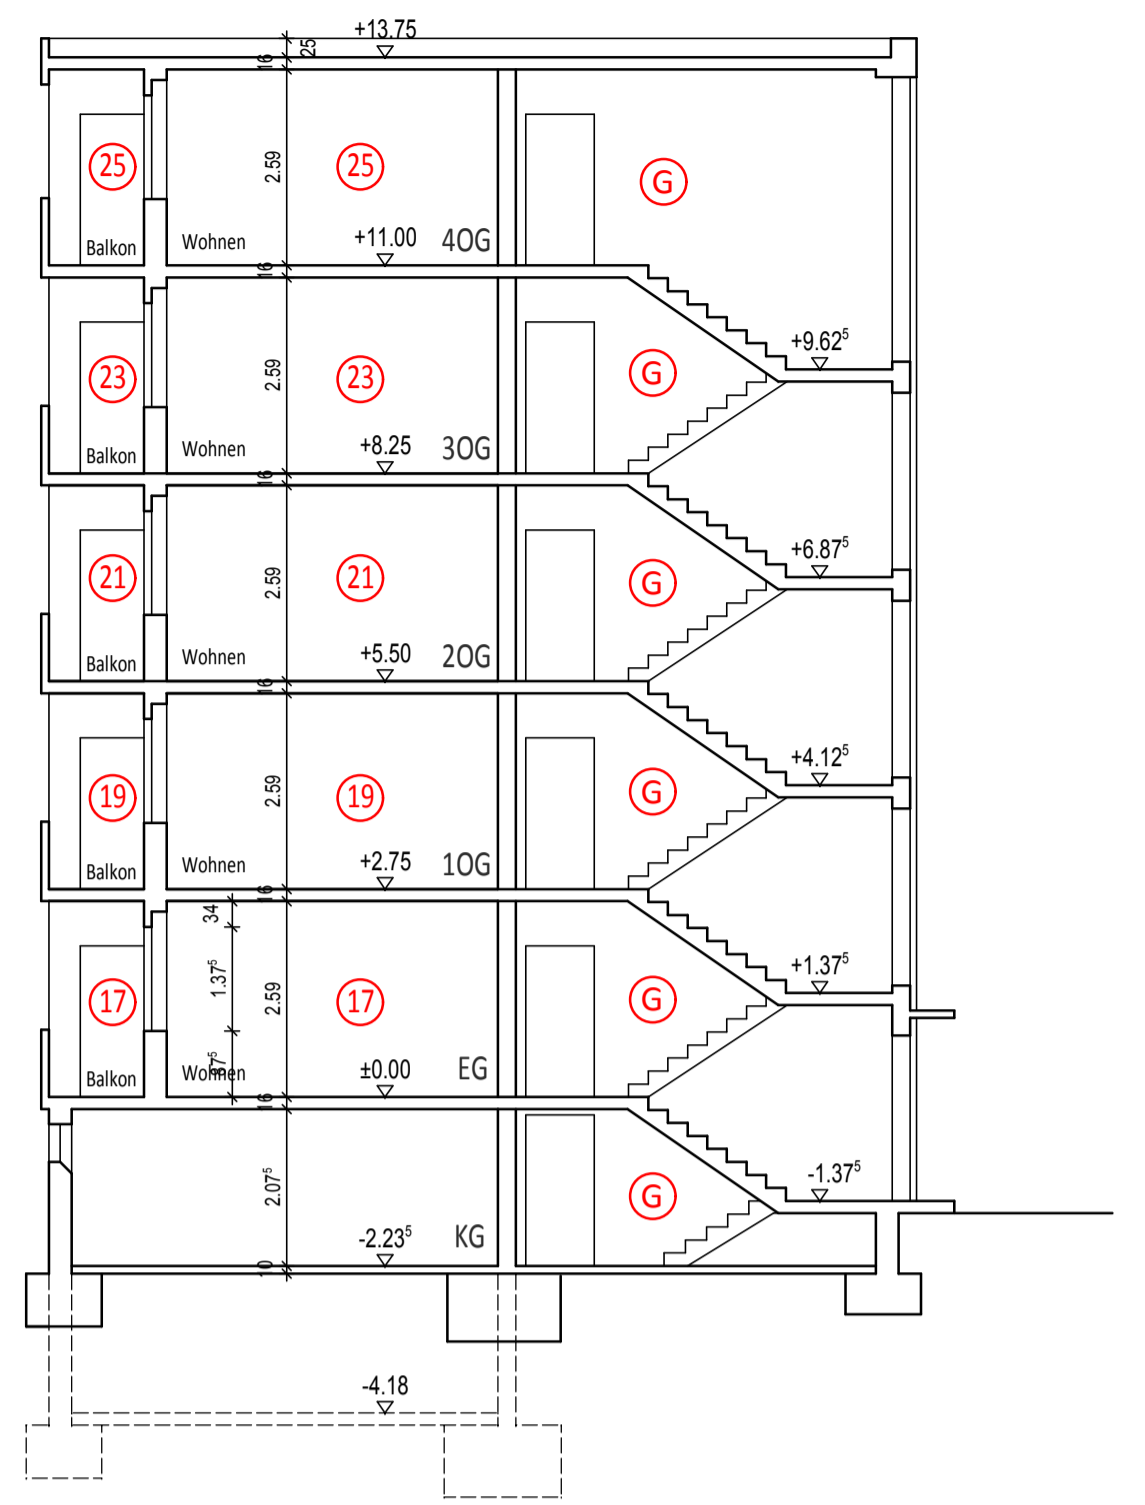 +13.75
25
16
25
25
G
2.59
Balkon
Wohnen
+11.00
4OG
16
+9.62⁵
23
23
G
2.59
Balkon
Wohnen
+8.25
3OG
16
+6.87⁵
21
21
G
2.59
Balkon
Wohnen
+5.50
2OG
16
+4.12⁵
19
19
G
2.59
Balkon
Wohnen
+2.75
1OG
16
34
+1.37⁵
1.37⁵
2.59
17
17
G
87⁵
Balkon
Wohnen
±0.00
EG
16
2.07⁵
G
-1.37⁵
-2.23⁵
KG
10
-4.18